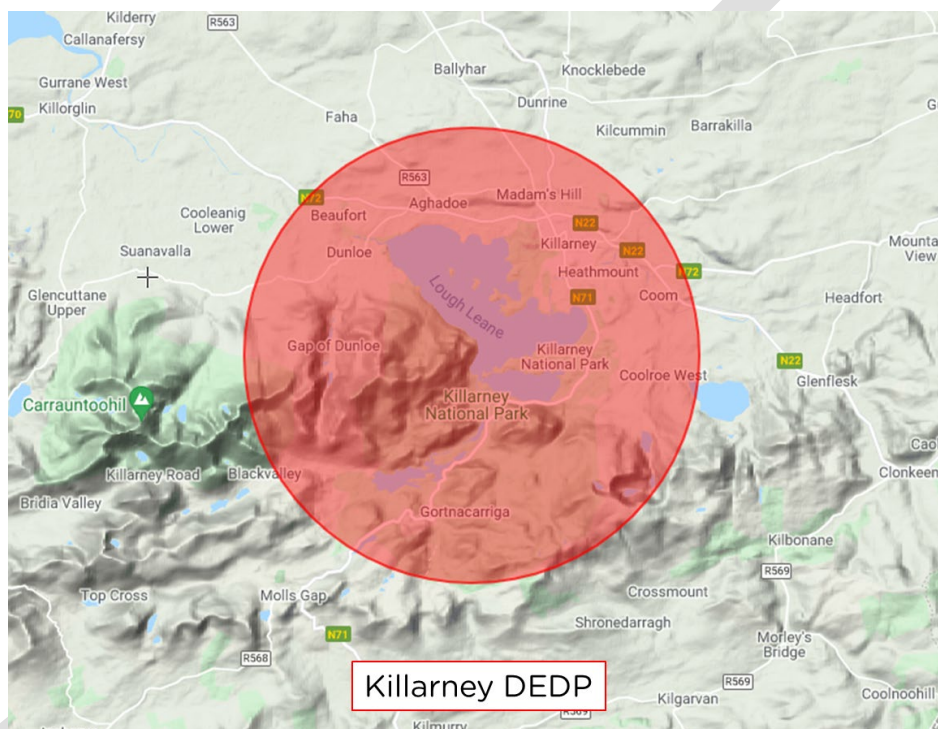 Kilderry
R563
Callanafersy
Ballyhar
Knocklebede
Gurrane West
Killorglin
70
Dunrine
G
Faha
Kilcummin
Barrakilla
R563
N72
Madam's Hill
Aghadoe
Beaufort
Cooleanig
Lower
N22
Killarney
Mounta
View
Suanavalla
Dunloe
N22
Heathmount
N72
Glencuttane
Upper
Lough Leane
N71
Coom
Headfort
Gap of Dunloe
Killarney
National Park
N22
Coolroe West
Glenflesk
Carrauntoohil
Killarney
National Park
Cao
Killarney Road
Blackvalley
Clonkeen
Bridia Valley
Gortnacarriga
Kilbonane
R569
Top Cross
Molls Gap
Crossmount
Shronedarragh
N71
Morley's
Bridge
R568
Killarney DEDP
R569
Kilgarvan
Coolnoohill
R569
Kilmurry